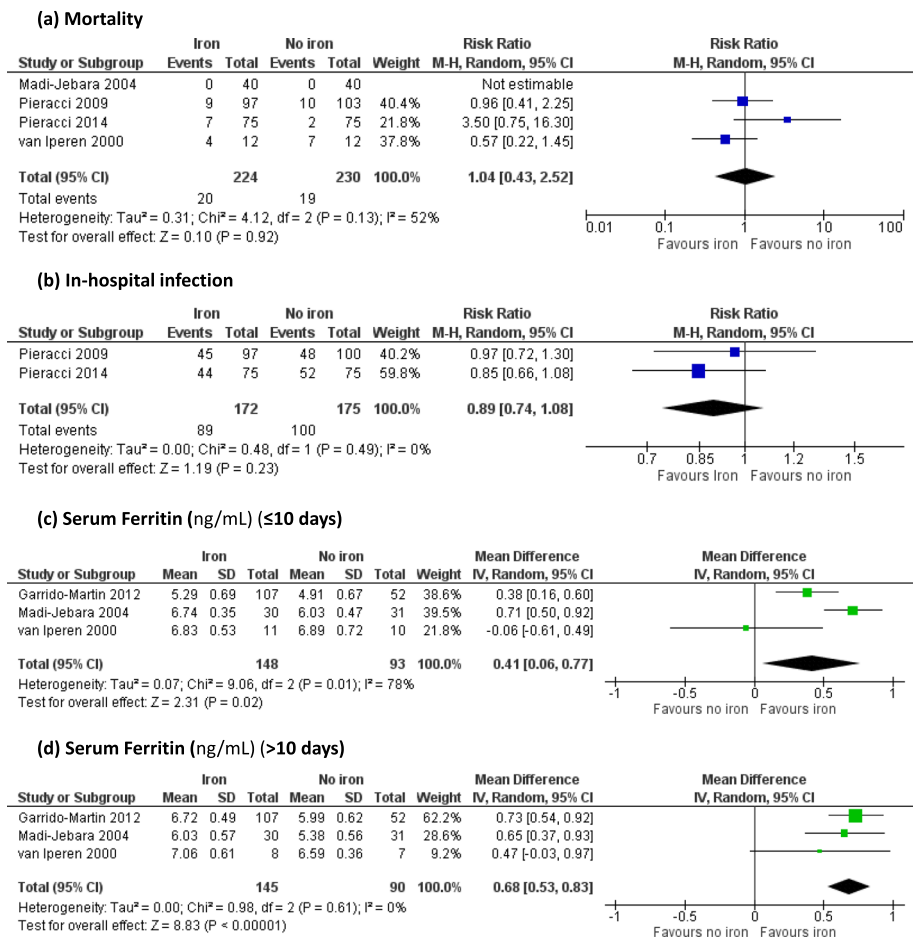 (a) Mortality
Iron No iron Risk Ratio Risk Ratio
Study or Subgroup Events Total Events Total Weight M-H, Random, 95% CI M-H, Random, 95% CI
Madi-Jebara 2004 0 40 0 40 Not estimable
Pieracci 2009 9 97 10 103 40.4% 0.96 [0.41, 2.25]
Pieracci 2014 7 75 2 75 21.8% 3.50 [0.75, 16.30]
van Iperen 2000 4 12 7 12 37.8% 0.57 [0.22, 1.45]
Total (95% CI) 224 230 100.0% 1.04 [0.43, 2.52]
Total events 20 19
Heterogeneity: Tau² = 0.31; Chi² = 4.12, df = 2 (P = 0.13); I² = 52%
Test for overall effect: Z = 0.10 (P = 0.92)
0.01 0.1 1 10 100
Favours iron Favours no iron
(b) In-hospital infection
Iron No iron Risk Ratio Risk Ratio
Study or Subgroup Events Total Events Total Weight M-H, Random, 95% CI M-H, Random, 95% CI
Pieracci 2009 45 97 48 100 40.2% 0.97 [0.72, 1.30]
Pieracci 2014 44 75 52 75 59.8% 0.85 [0.66, 1.08]
Total (95% CI) 172 175 100.0% 0.89 [0.74, 1.08]
Total events 89 100
Heterogeneity: Tau² = 0.00; Chi² = 0.48, df = 1 (P = 0.49); I² = 0%
Test for overall effect: Z = 1.19 (P = 0.23)
0.7 0.85 1 1.2 1.5
Favours Iron Favours no iron
(c) Serum Ferritin (ng/mL) (≤10 days)
Iron No iron Mean Difference Mean Difference
Study or Subgroup Mean SD Total Mean SD Total Weight IV, Random, 95% CI IV, Random, 95% CI
Garrido-Martin 2012 5.29 0.69 107 4.91 0.67 52 38.6% 0.38 [0.16, 0.60]
Madi-Jebara 2004 6.74 0.35 30 6.03 0.47 31 39.5% 0.71 [0.50, 0.92]
van Iperen 2000 6.83 0.53 11 6.89 0.72 10 21.8% -0.06 [-0.61, 0.49]
Total (95% CI) 148 93 100.0% 0.41 [0.06, 0.77]
Heterogeneity: Tau² = 0.07; Chi² = 9.06, df = 2 (P = 0.01); I² = 78%
Test for overall effect: Z = 2.31 (P = 0.02)
-1 -0.5 0 0.5 1
Favours no iron Favours iron
(d) Serum Ferritin (ng/mL) (>10 days)
Iron No iron Mean Difference Mean Difference
Study or Subgroup Mean SD Total Mean SD Total Weight IV, Random, 95% CI IV, Random, 95% CI
Garrido-Martin 2012 6.72 0.49 107 5.99 0.62 52 62.2% 0.73 [0.54, 0.92]
Madi-Jebara 2004 6.03 0.57 30 5.38 0.56 31 28.6% 0.65 [0.37, 0.93]
van Iperen 2000 7.06 0.61 8 6.59 0.36 7 9.2% 0.47 [-0.03, 0.97]
Total (95% CI) 145 90 100.0% 0.68 [0.53, 0.83]
Heterogeneity: Tau² = 0.00; Chi² = 0.98, df = 2 (P = 0.61); I² = 0%
Test for overall effect: Z = 8.83 (P < 0.00001)
-1 -0.5 0 0.5 1
Favours no iron Favours iron